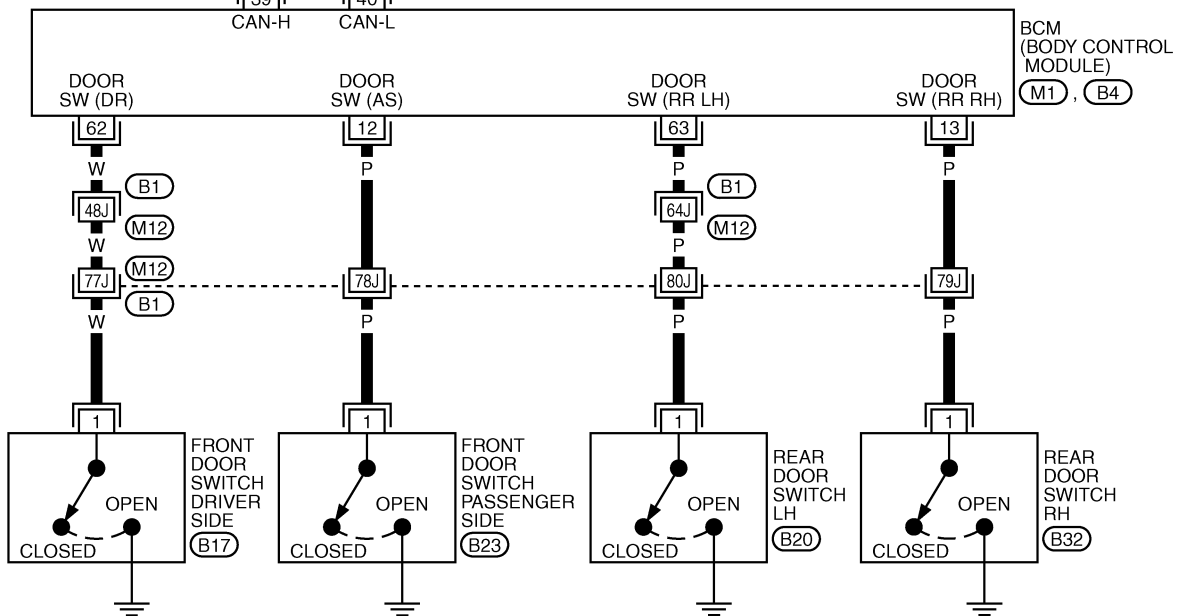 39 40
CAN-H CAN-L
BCM
(BODY CONTROL
MODULE)
M1 , B4
DOOR
SW (DR)
DOOR
SW (AS)
DOOR
SW (RR LH)
DOOR
SW (RR RH)
62 12 63 13
W P P P
B1 B1
48J 64J
M12 M12
W P
M12
77J 78J 80J 79J
B1
W P P P
1 1 1 1
FRONT
DOOR
SWITCH
DRIVER
SIDE
B17
OPEN
CLOSED
FRONT
DOOR
SWITCH
PASSENGER
SIDE
B23
OPEN
CLOSED
REAR
DOOR
SWITCH
LH
B20
OPEN
CLOSED
REAR
DOOR
SWITCH
RH
B32
OPEN
CLOSED